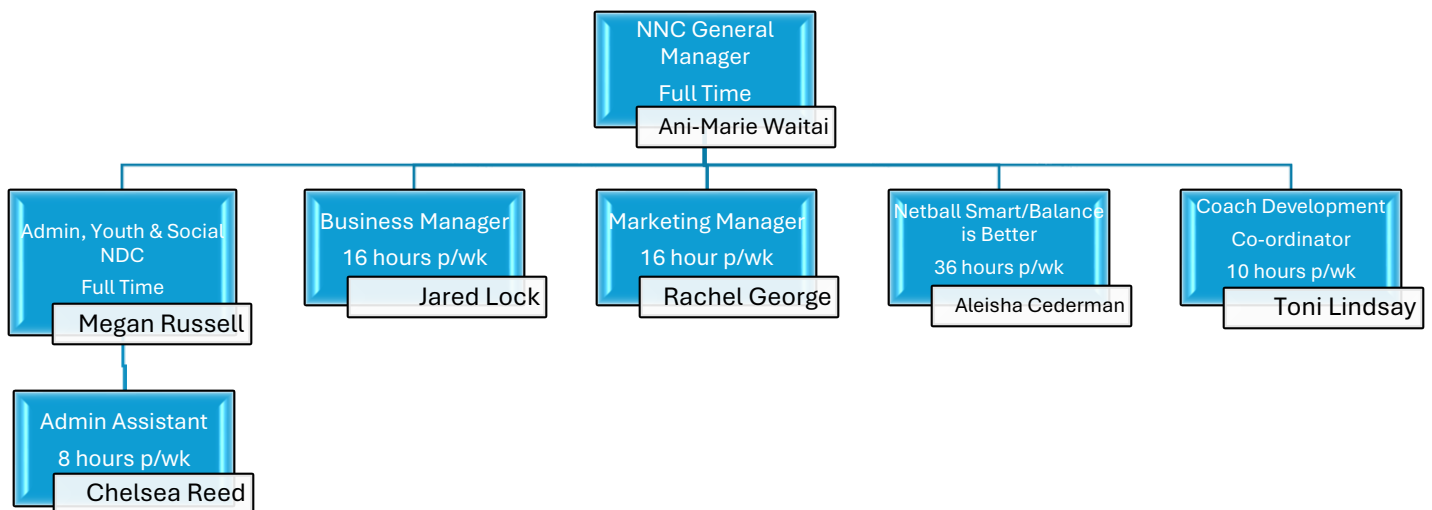 NNC General
Manager
Full Time
Ani-Marie Waitai
Admin, Youth & Social
NDC
Full Time
Megan Russell
Business Manager
16 hours p/wk
Jared Lock
Marketing Manager
16 hour p/wk
Rachel George
Netball Smart/Balance
is Better
36 hours p/wk
Aleisha Cederman
Coach Development
Co-ordinator
10 hours p/wk
Toni Lindsay
Admin Assistant
8 hours p/wk
Chelsea Reed